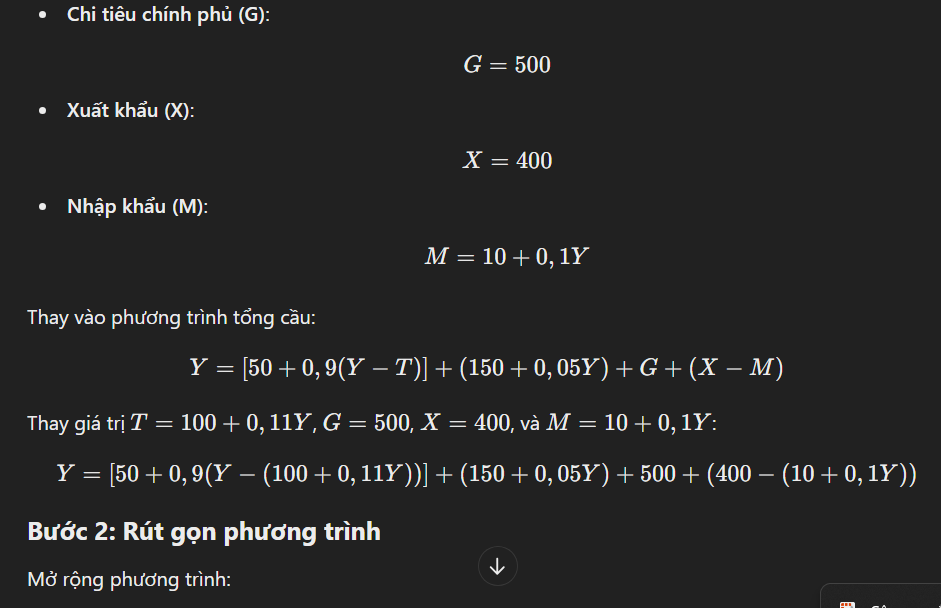 • Chi tiêu chính phủ (G):
G = 500
• Xuất khẩu (X):
X = 400
• Nhập khẩu (M):
M = 10 + 0, 1Y
Thay vào phương trình tổng cầu:
Y = [50 + 0, 9(Y − T)] + (150 + 0, 05Y) + G + (X − M)
Thay giá trị T = 100 + 0, 11Y, G = 500, X = 400, và M = 10 + 0, 1Y:
Y = [50 + 0, 9(Y − (100 + 0, 11Y))] + (150 + 0, 05Y) + 500 + (400 − (10 + 0, 1Y))
Bước 2: Rút gọn phương trình
Mở rộng phương trình: